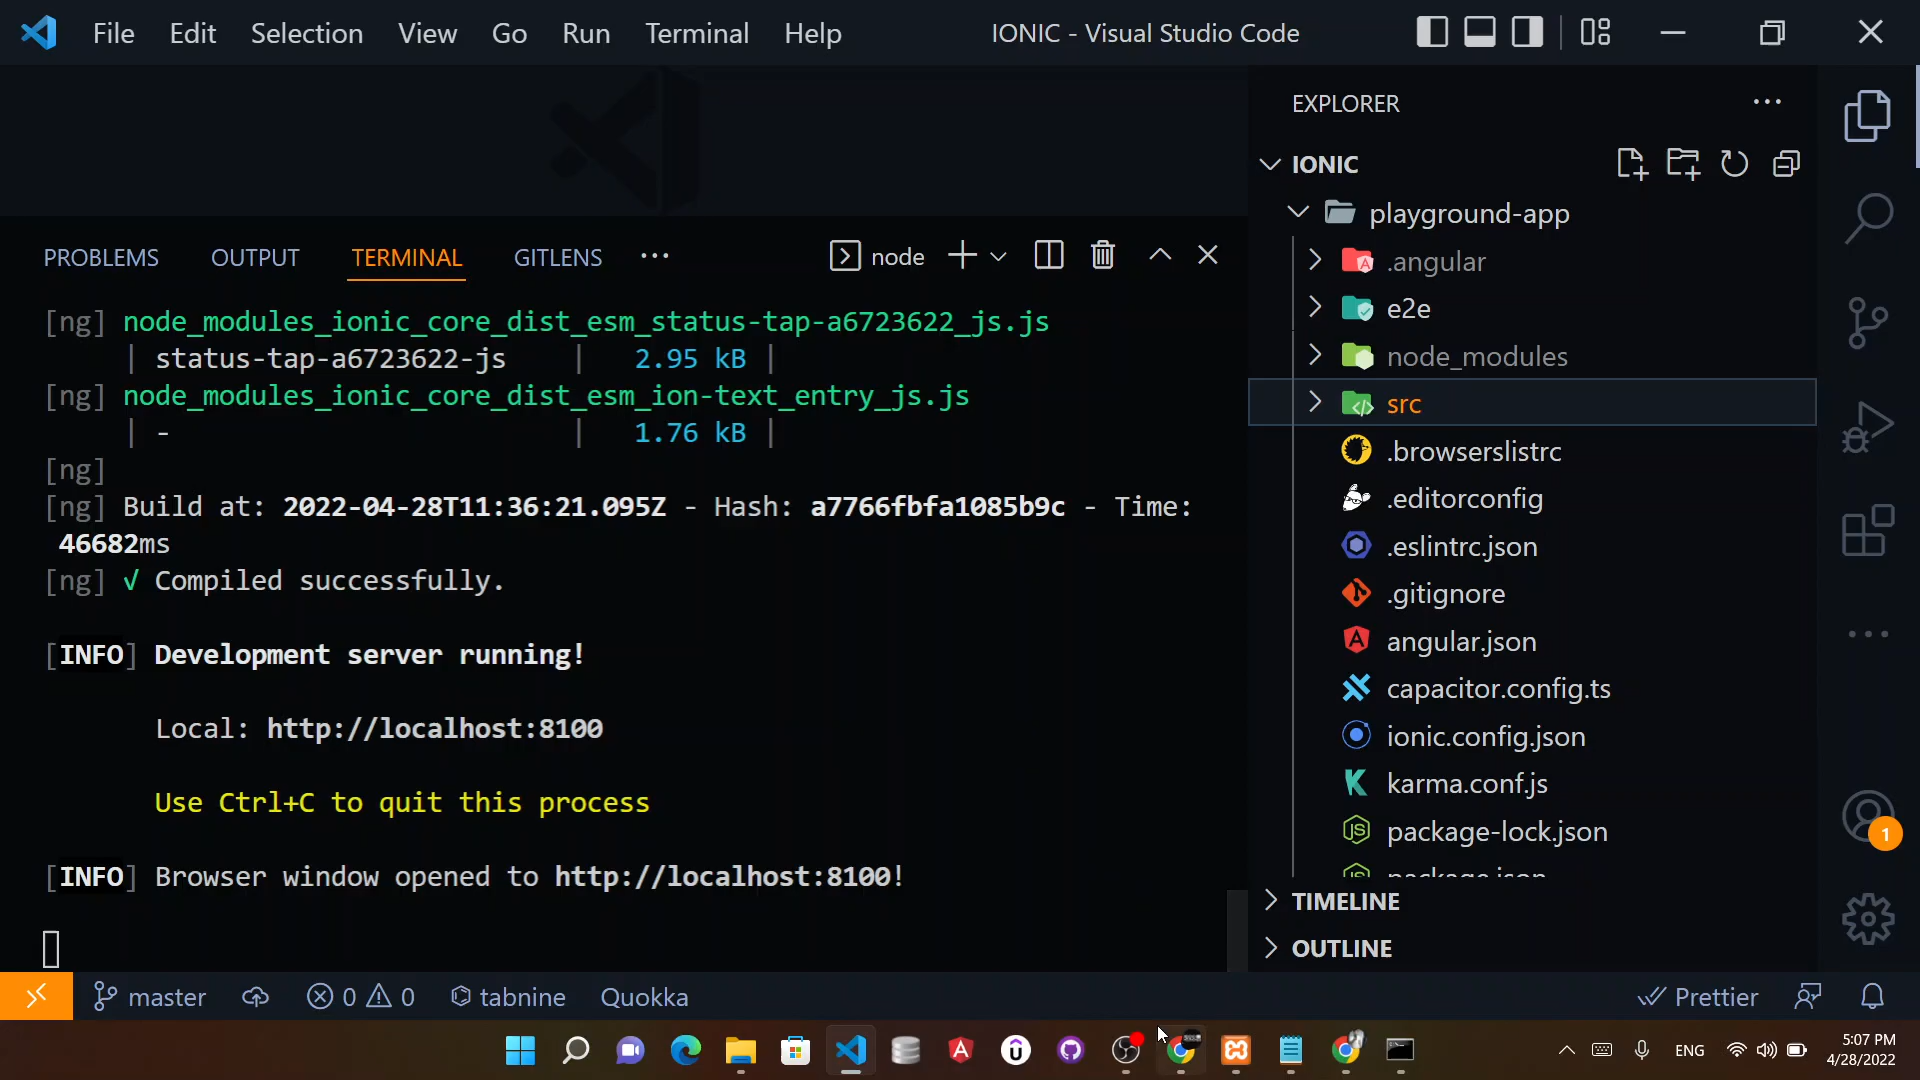 File Edit Selection View Go Run Terminal Help
IONIC - Visual Studio Code
PROBLEMS OUTPUT TERMINAL GITLENS ...
node
[ng] node_modules_ionic_core_dist_esm_status-tap-a6723622_js.js
| status-tap-a6723622-js | 2.95 kB |
[ng] node_modules_ionic_core_dist_esm_ion-text_entry_js.js
| - | 1.76 kB |
[ng]
[ng] Build at: 2022-04-28T11:36:21.095Z - Hash: a7766fbfa1085b9c - Time:
46682ms
[ng] √ Compiled successfully.
[INFO] Development server running!
Local: http://localhost:8100
Use Ctrl+C to quit this process
[INFO] Browser window opened to http://localhost:8100!
EXPLORER
IONIC
playground-app
.angular
e2e
node_modules
src
.browserslistrc
.editorconfig
.eslintrc.json
.gitignore
angular.json
capacitor.config.ts
ionic.config.json
karma.conf.js
package-lock.json
package.json
TIMELINE
OUTLINE
1
master
0 0
tabnine
Quokka
Prettier
ENG
5:07 PM
4/28/2022